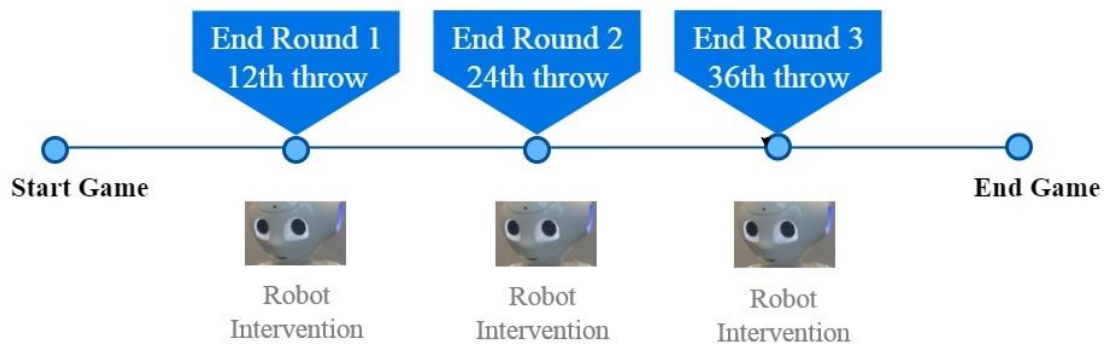 End Round 1
12th throw
End Round 2
24th throw
End Round 3
36th throw
Start Game
End Game
Robot
Intervention
Robot
Intervention
Robot
Intervention